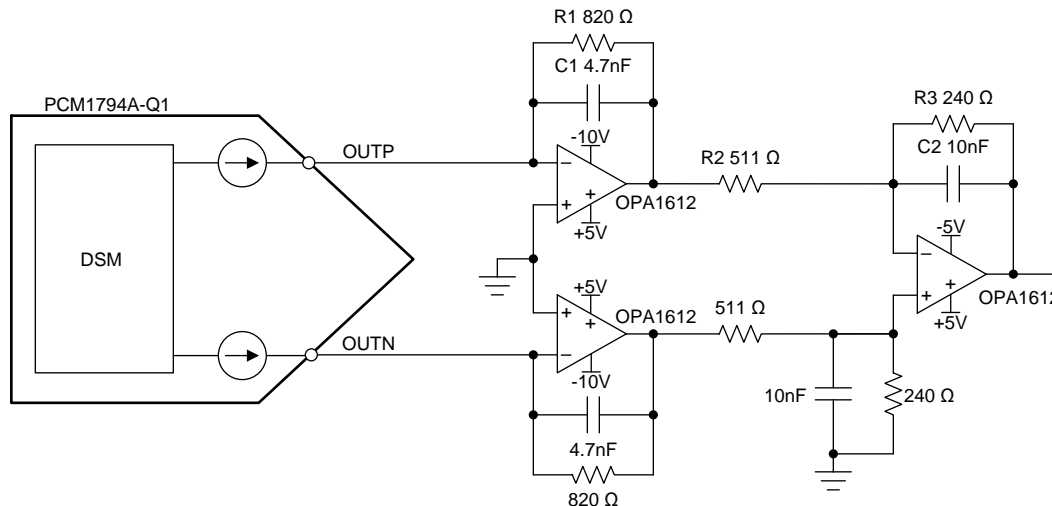 R1 820 Ω
C1 4.7nF
PCM1794A-Q1
-10V
OUTP
R2 511 Ω
R3 240 Ω
C2 10nF
OPA1612
+5V
DSM
-5V
OPA1612
+5V
+5V
OPA1612
511 Ω
OUTN
-10V
10nF
240 Ω
4.7nF
820 Ω